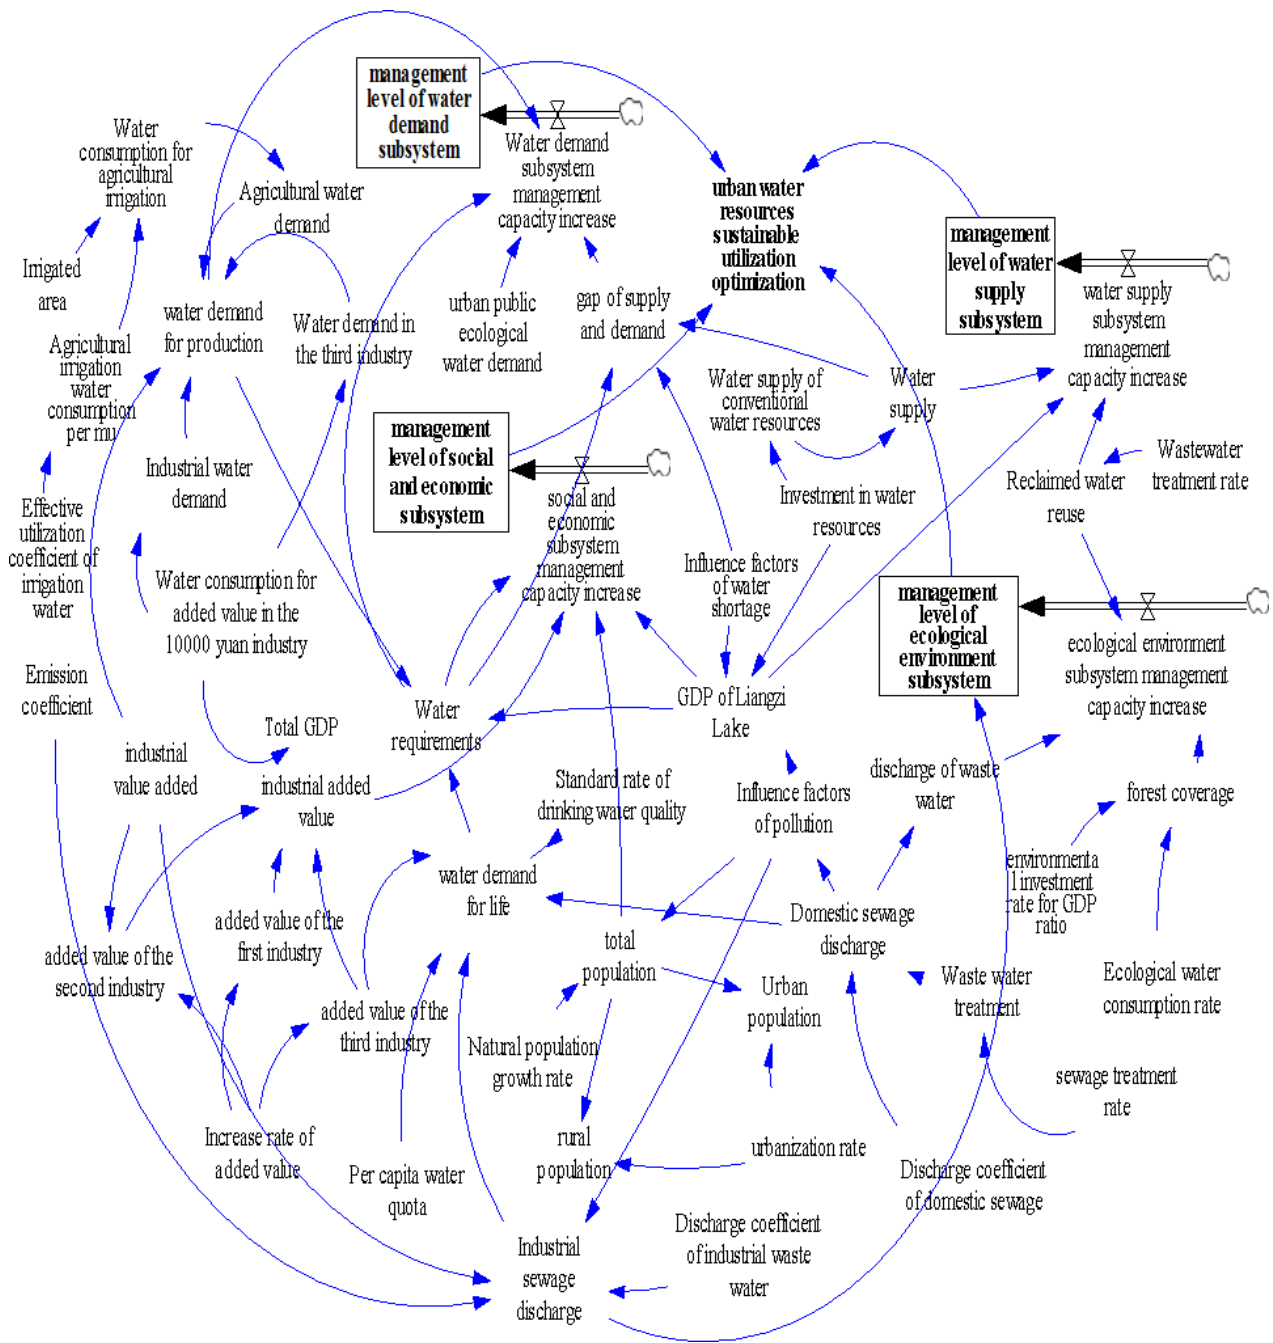 management
level of water
demand
subsystem
Water
consumption for
agricultural
irrigation
Water demand
subsystem
management
capacity increase
Agricultural water
demand
urban water
resources
sustainable
utilization
optimization
management
level of water
supply
subsystem
Irrigated
area
water demand
for production
Water demand in
the third industry
urban public
ecological
water demand
gap of supply
and demand
water supply
subsystem
management
capacity increase
Agricultural
irrigation
water
consumption
per mu
Water supply of
conventional
water resources
Water
supply
management
level of social
and economic
subsystem
Industrial water
demand
social and
economic
subsystem
management
capacity increase
Investment in water
resources
Reclaimed water
reuse
Wastewater
treatment rate
Effective
utilization
coefficient of
irrigation
water
Water consumption for
added value in the
10000 yuan industry
Influence factors
of water
shortage
management
level of
ecological
environment
subsystem
ecological environment
subsystem management
capacity increase
Emission
coefficient
Total GDP
Water
requirements
GDP of Liangzi
Lake
industrial
value added
industrial added
value
Standard rate of
drinking water quality
Influence factors
of pollution
discharge of waste
water
forest coverage
water demand
for life
environmenta
l investment
rate for GDP
ratio
added value of the
first industry
added value of the
second industry
total
population
Domestic sewage
discharge
Urban
population
Waste water
treatment
Ecological water
consumption rate
added value of the
third industry
Natural population
growth rate
sewage treatment
rate
Increase rate of
added value
Per capita water
quota
rural
population
urbanization rate
Discharge coefficient
of domestic sewage
Industrial
sewage
discharge
Discharge coefficient
of industrial waste
water